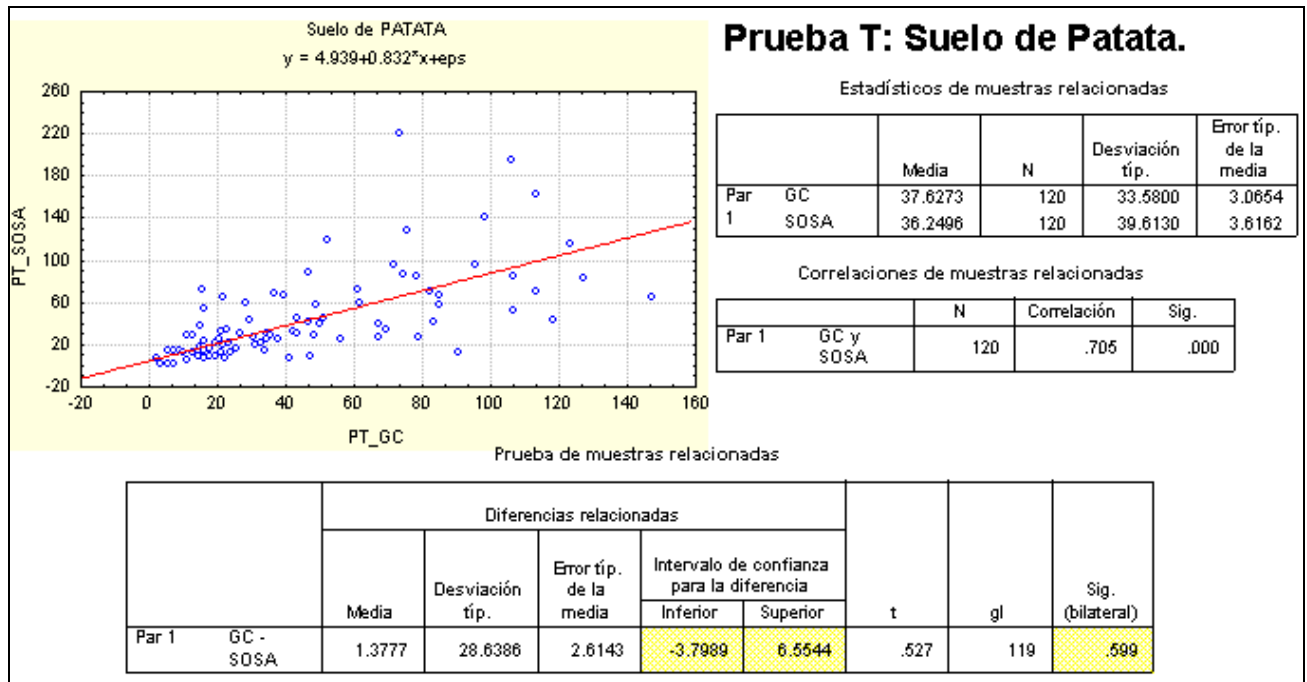 Suelo de PATATA
y = 4.939+0.832*x+eps
260
220
180
140
100
60
20
-20
PT_SOSA
-20 0 20 40 60 80 100 120 140 160
PT_GC
Prueba T: Suelo de Patata.
Estadísticos de muestras relacionadas
Media N Desviación típ. Error típ. de la media
Par 1 GC 37.6273 120 33.5800 3.0654
SOSA 36.2496 120 39.6130 3.6162
Correlaciones de muestras relacionadas
N Correlación Sig.
Par 1 GC y SOSA 120 .705 .000
Prueba de muestras relacionadas
Diferencias relacionadas
Media Desviación típ. Error típ. de la media Intervalo de confianza para la diferencia
Inferior Superior t gl Sig. (bilateral)
Par 1 GC - SOSA 1.3777 28.6386 2.6143 -3.7989 6.5544 .527 119 .599